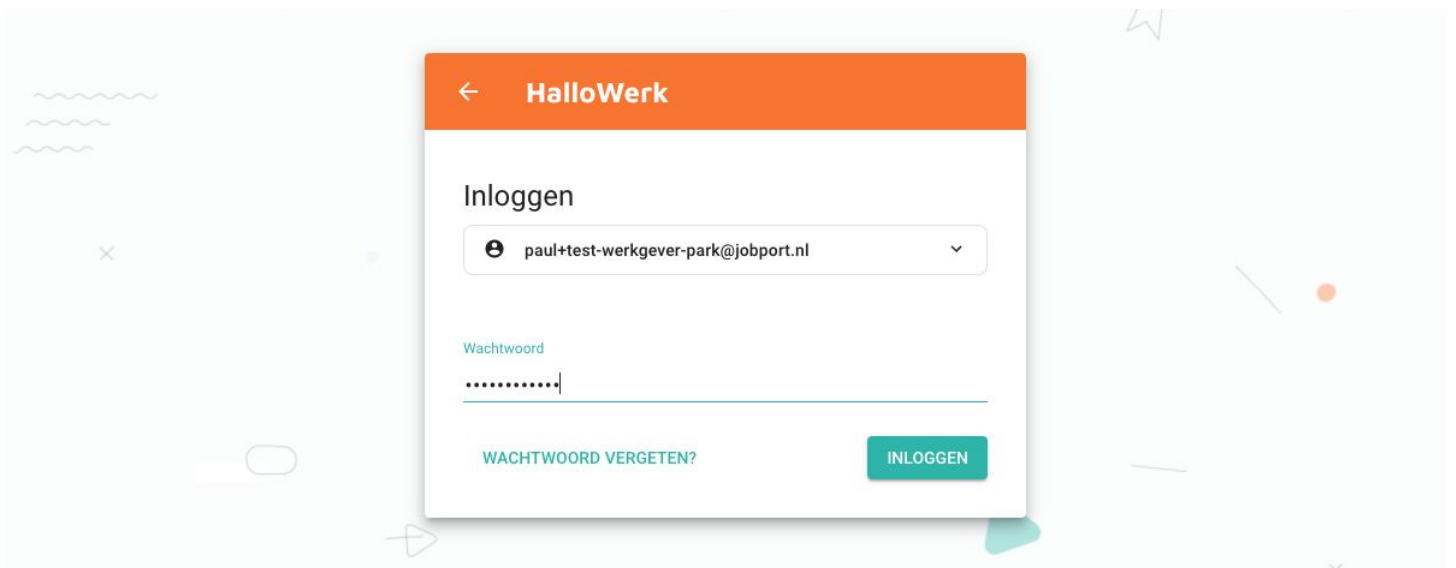 HalloWerk
Inloggen
paul+test-werkgever-park@jobport.nl
Wachtwoord
••••••••••••
WACHTWOORD VERGETEN?
INLOGGEN